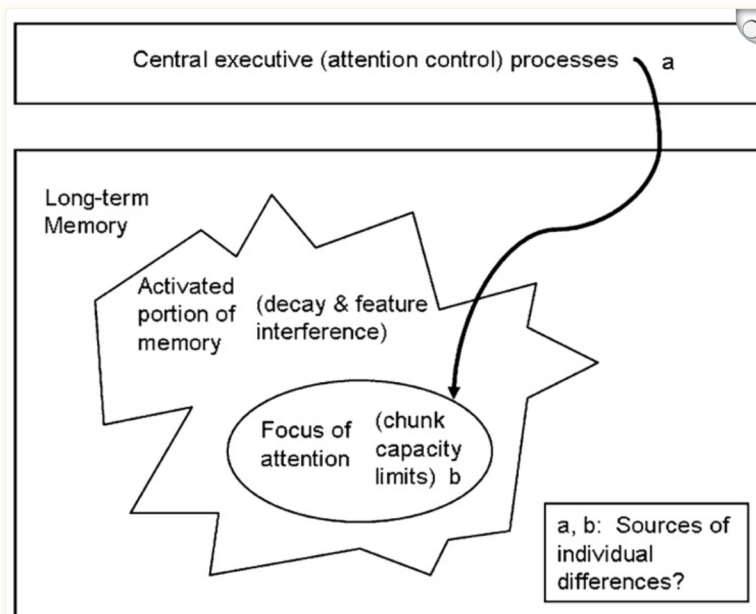 Central executive (attention control) processes a
Long-term
Memory
Activated
portion of
memory
(decay & feature
interference)
Focus of
attention
(chunk
capacity
limits) b
a, b: Sources of
individual
differences?